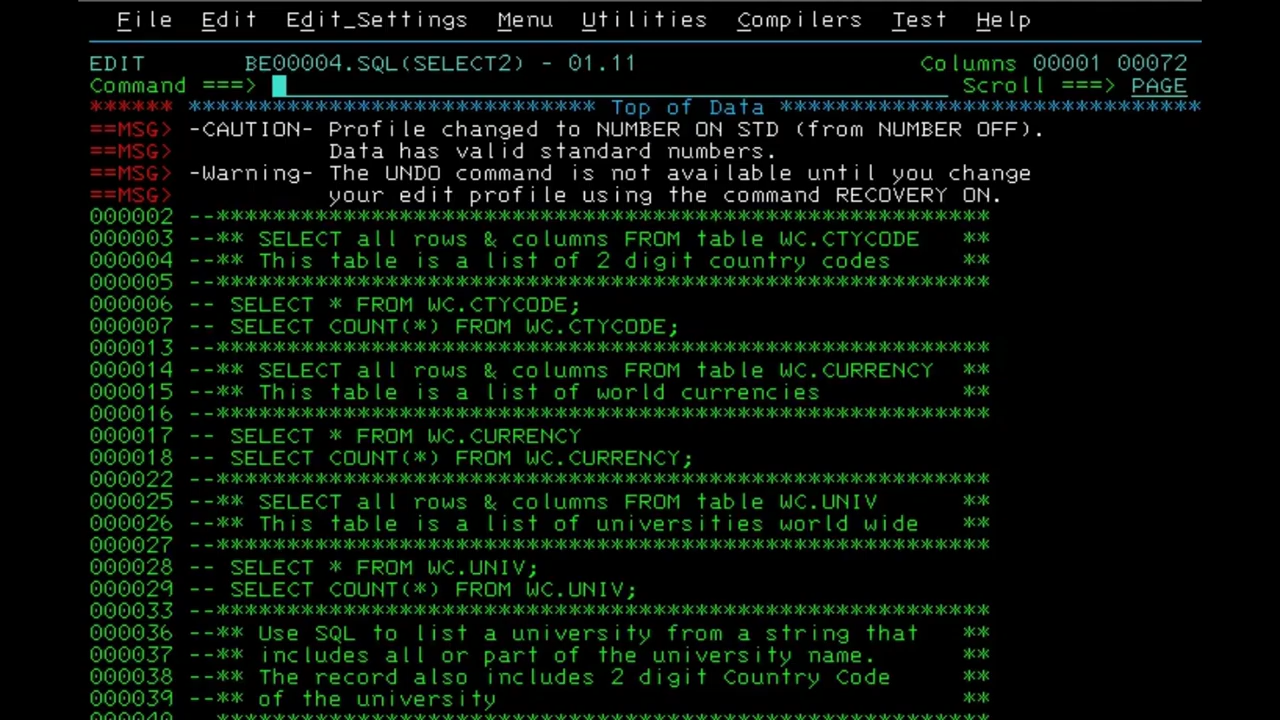 File  Edit  Edit_Settings  Menu  Utilities  Compilers  Test  Help
EDIT       BE00004.SQL(SELECT2) - 01.11                    Columns 00001 00072
Command ===>                                                  Scroll ===> PAGE
****** ***************************** Top of Data ******************************
==MSG> -CAUTION- Profile changed to NUMBER ON STD (from NUMBER OFF).
==MSG>           Data has valid standard numbers.
==MSG> -Warning- The UNDO command is not available until you change
==MSG>           your edit profile using the command RECOVERY ON.
000002 --*******************************************************
000003 --** SELECT all rows & columns FROM table WC.CTYCODE   **
000004 --** This table is a list of 2 digit country codes     **
000005 --*******************************************************
000006 -- SELECT * FROM WC.CTYCODE;
000007 -- SELECT COUNT(*) FROM WC.CTYCODE;
000013 --*******************************************************
000014 --** SELECT all rows & columns FROM table WC.CURRENCY  **
000015 --** This table is a list of world currencies          **
000016 --*******************************************************
000017 -- SELECT * FROM WC.CURRENCY
000018 -- SELECT COUNT(*) FROM WC.CURRENCY;
000022 --*******************************************************
000025 --** SELECT all rows & columns FROM table WC.UNIV      **
000026 --** This table is a list of universities world wide   **
000027 --*******************************************************
000028 -- SELECT * FROM WC.UNIV;
000029 -- SELECT COUNT(*) FROM WC.UNIV;
000033 --*******************************************************
000036 --** Use SQL to list a university from a string that   **
000037 --** includes all or part of the university name.      **
000038 --** The record also includes 2 digit Country Code     **
000039 --** of the university                                 **
000040 --*******************************************************